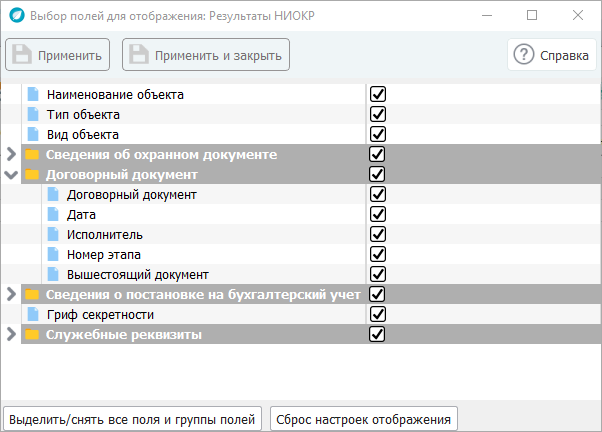 Выбор полей для отображения: Результаты НИОКР
Применить
Применить и закрыть
Справка
Наименование объекта
Тип объекта
Вид объекта
Сведения об охранном документе
Договорный документ
Договорный документ
Дата
Исполнитель
Номер этапа
Вышестоящий документ
Сведения о постановке на бухгалтерский учет
Гриф секретности
Служебные реквизиты
Выделить/снять все поля и группы полей
Сброс настроек отображения